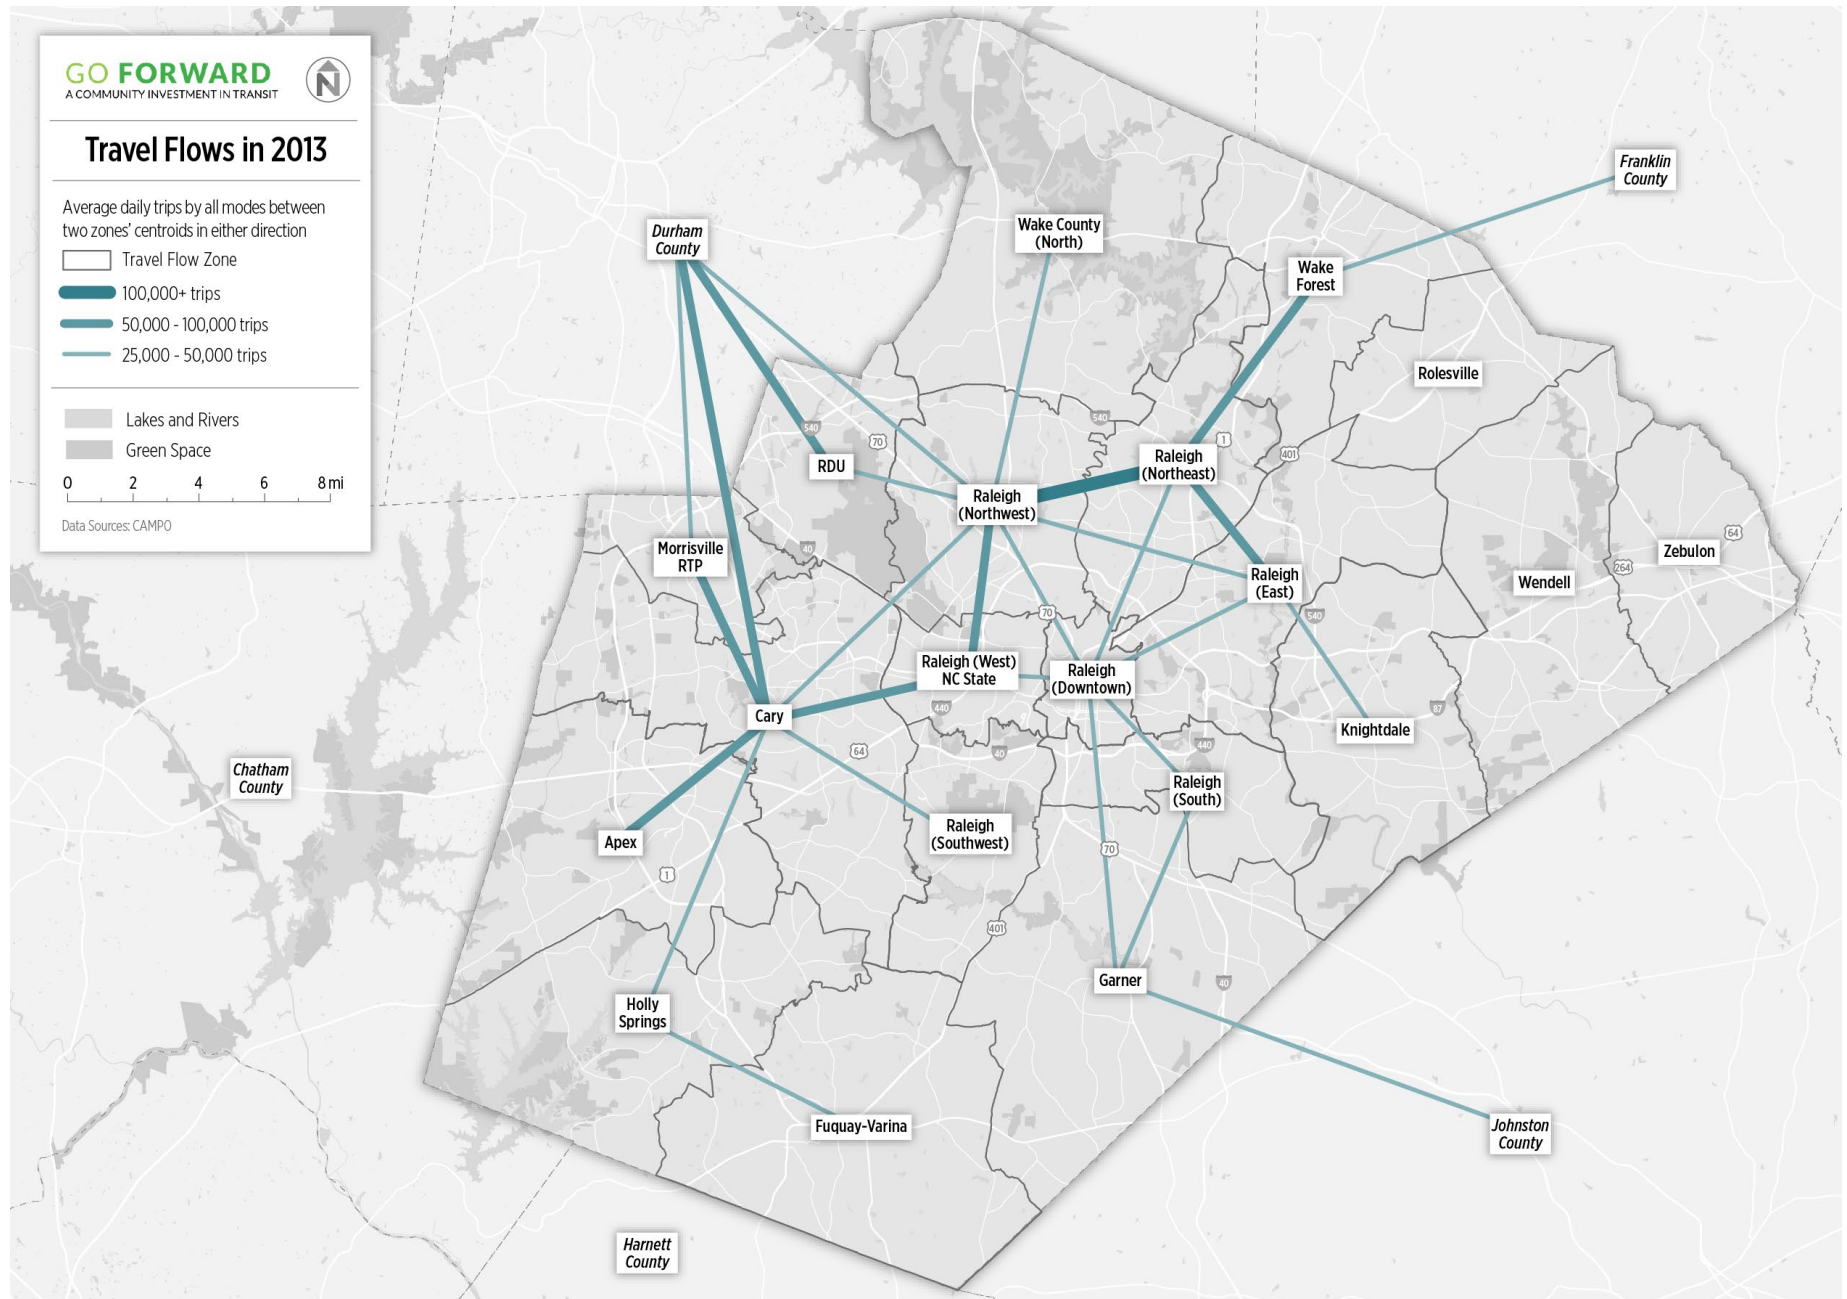 GO FORWARD
A COMMUNITY INVESTMENT IN TRANSIT
N
Travel Flows in 2013
Average daily trips by all modes between
two zones' centroids in either direction
Travel Flow Zone
100,000+ trips
50,000 - 100,000 trips
25,000 - 50,000 trips
Lakes and Rivers
Green Space
0 2 4 6 8 mi
Data Sources: CAMPO
Franklin
County
Durham
County
Wake County
(North)
Wake
Forest
Rolesville
540
540
70
1
401
RDU
Raleigh
(Northeast)
Raleigh
(Northwest)
Morrisville
RTP
40
64
Zebulon
264
Wendell
Raleigh
(East)
540
70
Raleigh (West)
NC State
Raleigh
(Downtown)
440
Cary
87
Knightdale
64
40
440
Chatham
County
Raleigh
(South)
Raleigh
(Southwest)
Apex
70
1
401
Garner
40
Holly
Springs
Fuquay-Varina
Johnston
County
Harnett
County